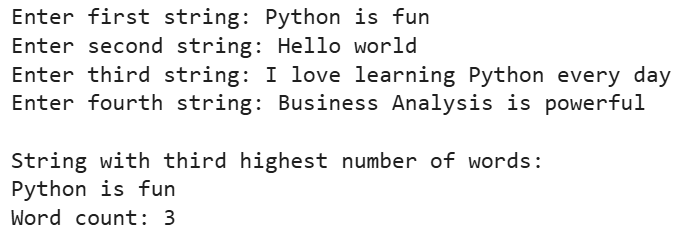 Enter first string: Python is fun
Enter second string: Hello world
Enter third string: I love learning Python every day
Enter fourth string: Business Analysis is powerful
String with third highest number of words:
Python is fun
Word count: 3